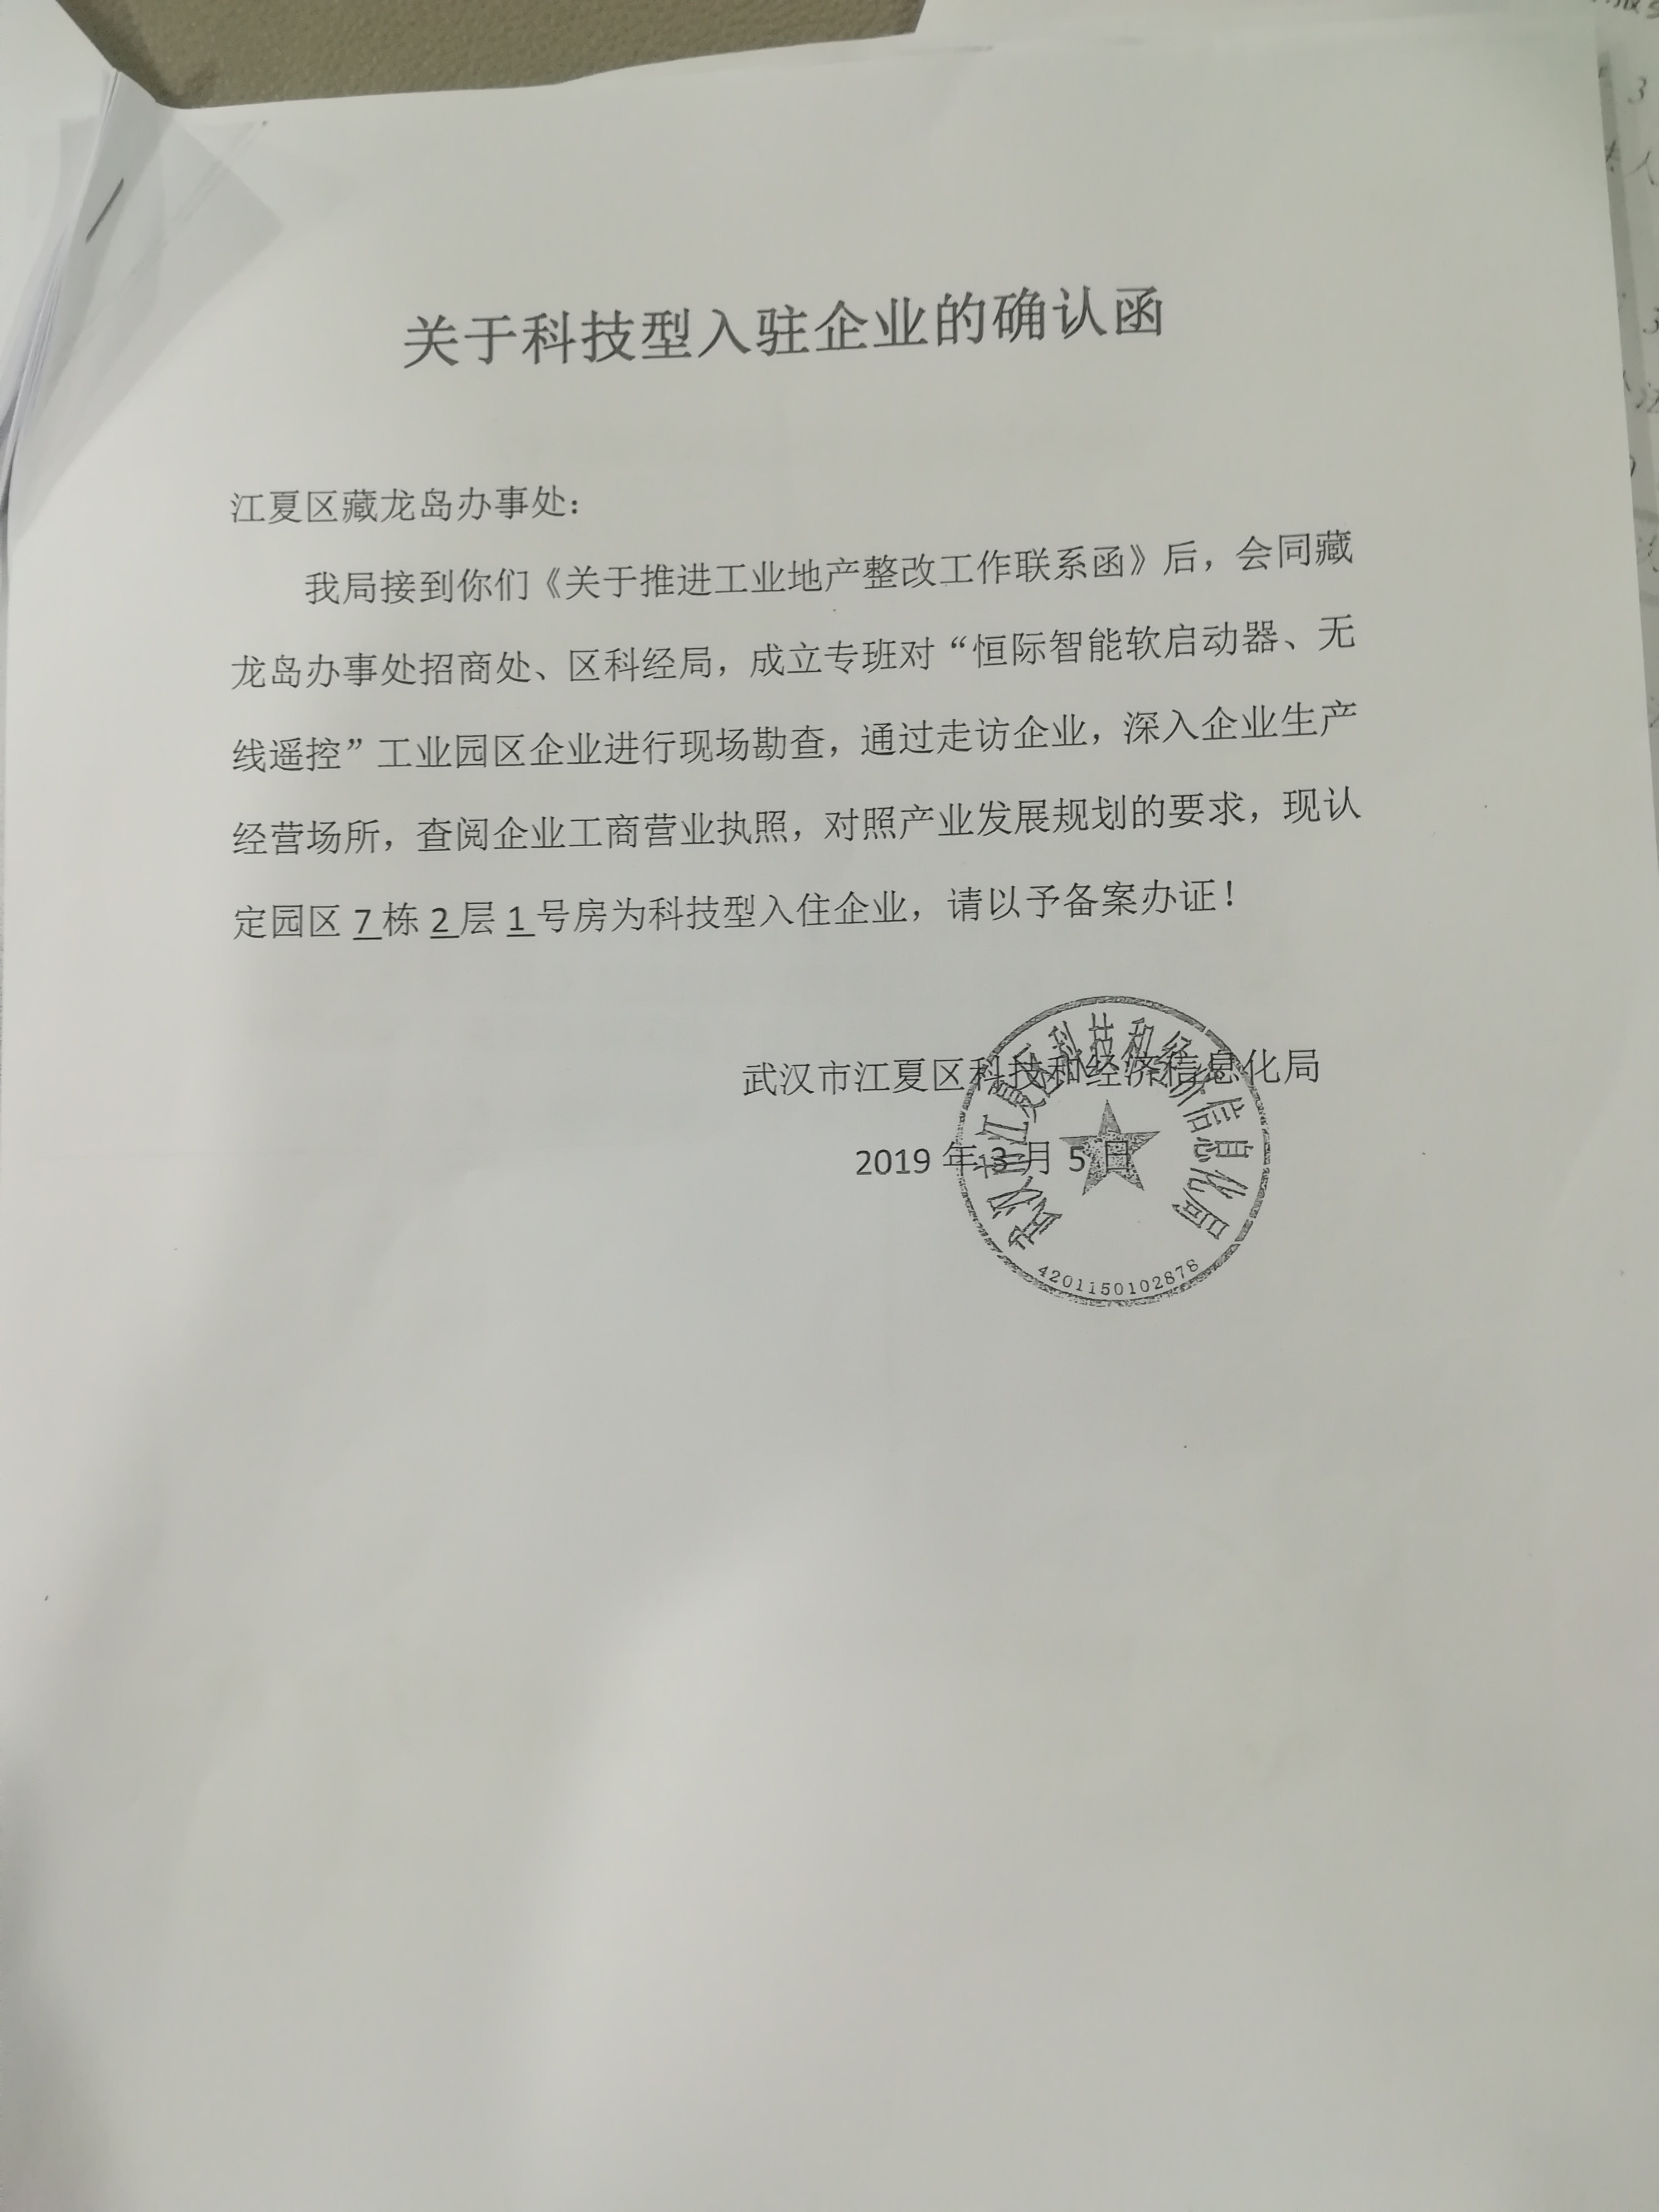 关于科技型入驻企业的确认函
江夏区藏龙岛办事处：
我局接到你们《关于推进工业地产整改工作联系函》后，会同藏
龙岛办事处招商处、区科经局，成立专班对“恒际智能软启动器、无
线遥控”工业园区企业进行现场勘查，通过走访企业，深入企业生产
经营场所，查阅企业工商营业执照，对照产业发展规划的要求，现认
定园区 7 栋 2 层 1 号房为科技型入住企业，请以予备案办证！
武汉市江夏区科技和经济信息化局
2019 年 3 月 5 日
武汉市江夏区科技和经济信息化局
4201150102878